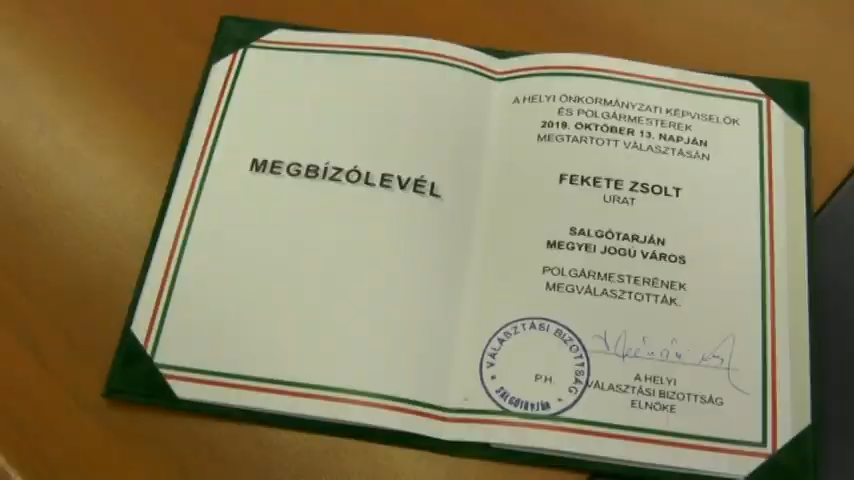 MEGBÍZÓLEVÉL
A HELYI ÖNKORMÁNYZATI KÉPVISELŐK
ÉS POLGÁRMESTEREK
2019. OKTÓBER 13. NAPJÁN
MEGTARTOTT VÁLASZTÁSÁN
FEKETE ZSOLT
URAT
SALGÓTARJÁN
MEGYEI JOGÚ VÁROS
POLGÁRMESTERÉNEK
MEGVÁLASZTOTTÁK.
* VÁLASZTÁSI BIZOTTSÁG *
SALGÓTARJÁN
P.H.
A HELYI
VÁLASZTÁSI BIZOTTSÁG
ELNÖKE